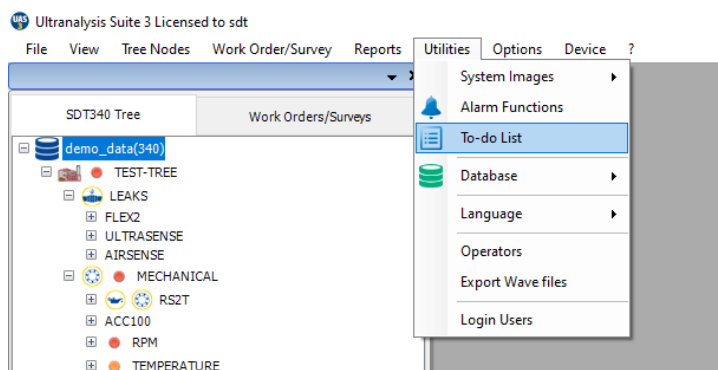 UAS Ultranalysis Suite 3 Licensed to sdt
File View Tree Nodes Work Order/Survey Reports Utilities Options Device ?
SDT340 Tree Work Orders/Surveys
demo_data(340)
TEST-TREE
LEAKS
FLEX2
ULTRASENSE
AIRSENSE
MECHANICAL
RS2T
ACC100
RPM
TEMPERATURE
System Images
Alarm Functions
To-do List
Database
Language
Operators
Export Wave files
Login Users